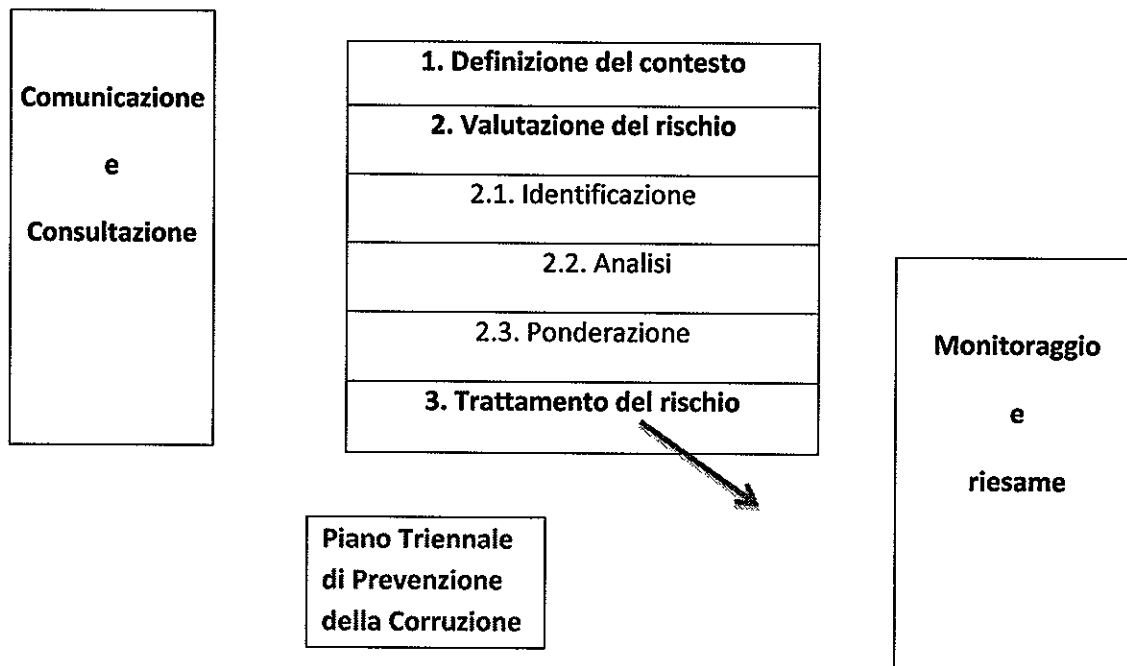 Comunicazione
e
Consultazione
1. Definizione del contesto
2. Valutazione del rischio
2.1. Identificazione
2.2. Analisi
2.3. Ponderazione
3. Trattamento del rischio
Monitoraggio
e
riesame
Piano Triennale
di Prevenzione
della Corruzione